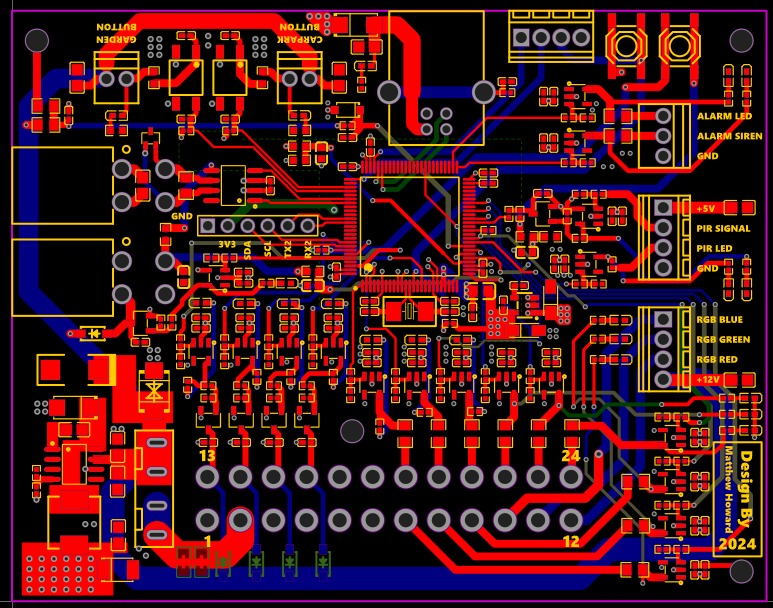 GARDEN
BUTTON
CARPARK
BUTTON
ALARM LED
ALARM SIREN
GND
+5V
PIR SIGNAL
PIR LED
GND
GND
3V3
SDA
SCL
TX2
RX2
RGB BLUE
RGB GREEN
RGB RED
+12V
13
24
1
12
Design By
Matthew Howard
2024